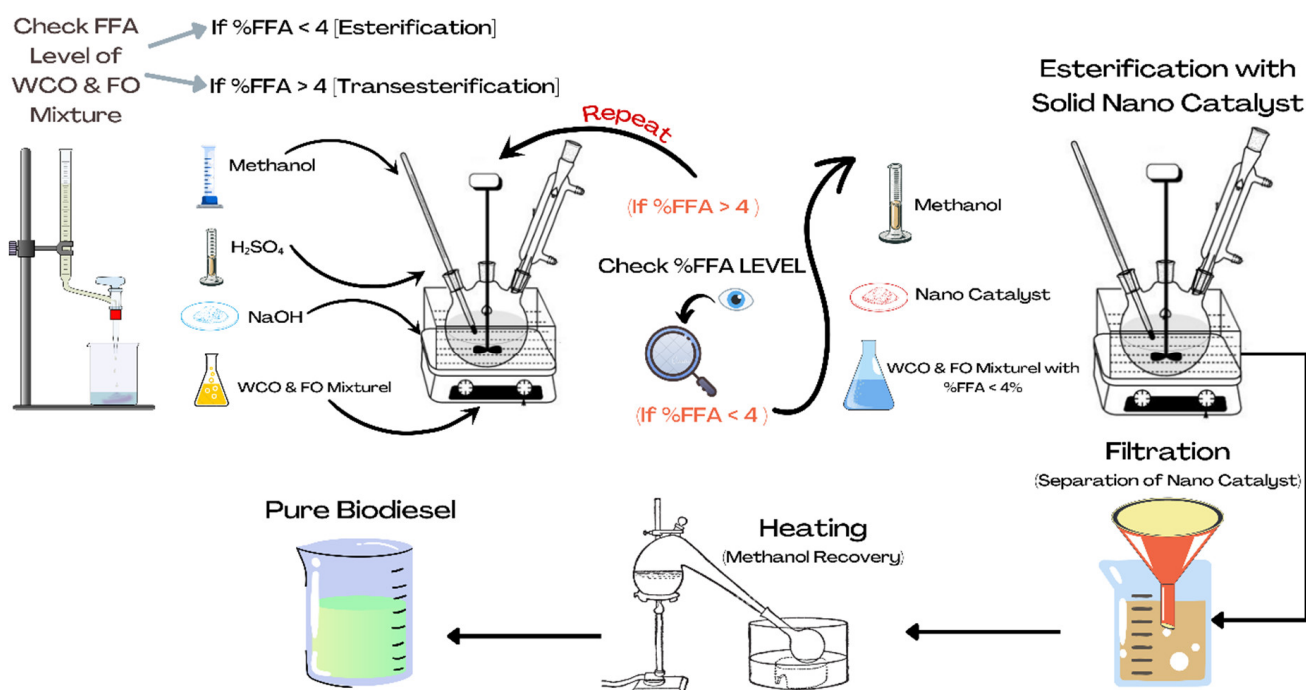 Check FFA
Level of
WCO & FO
Mixture
If %FFA < 4 [Esterification]
If %FFA > 4 [Transesterification]
Methanol
H₂SO₄
NaOH
WCO & FO Mixturel
Repeat
(If %FFA > 4 )
Check %FFA LEVEL
(If %FFA < 4 )
Esterification with
Solid Nano Catalyst
Methanol
Nano Catalyst
WCO & FO Mixturel with
%FFA < 4%
Filtration
(Separation of Nano Catalyst)
Heating
(Methanol Recovery)
Pure Biodiesel